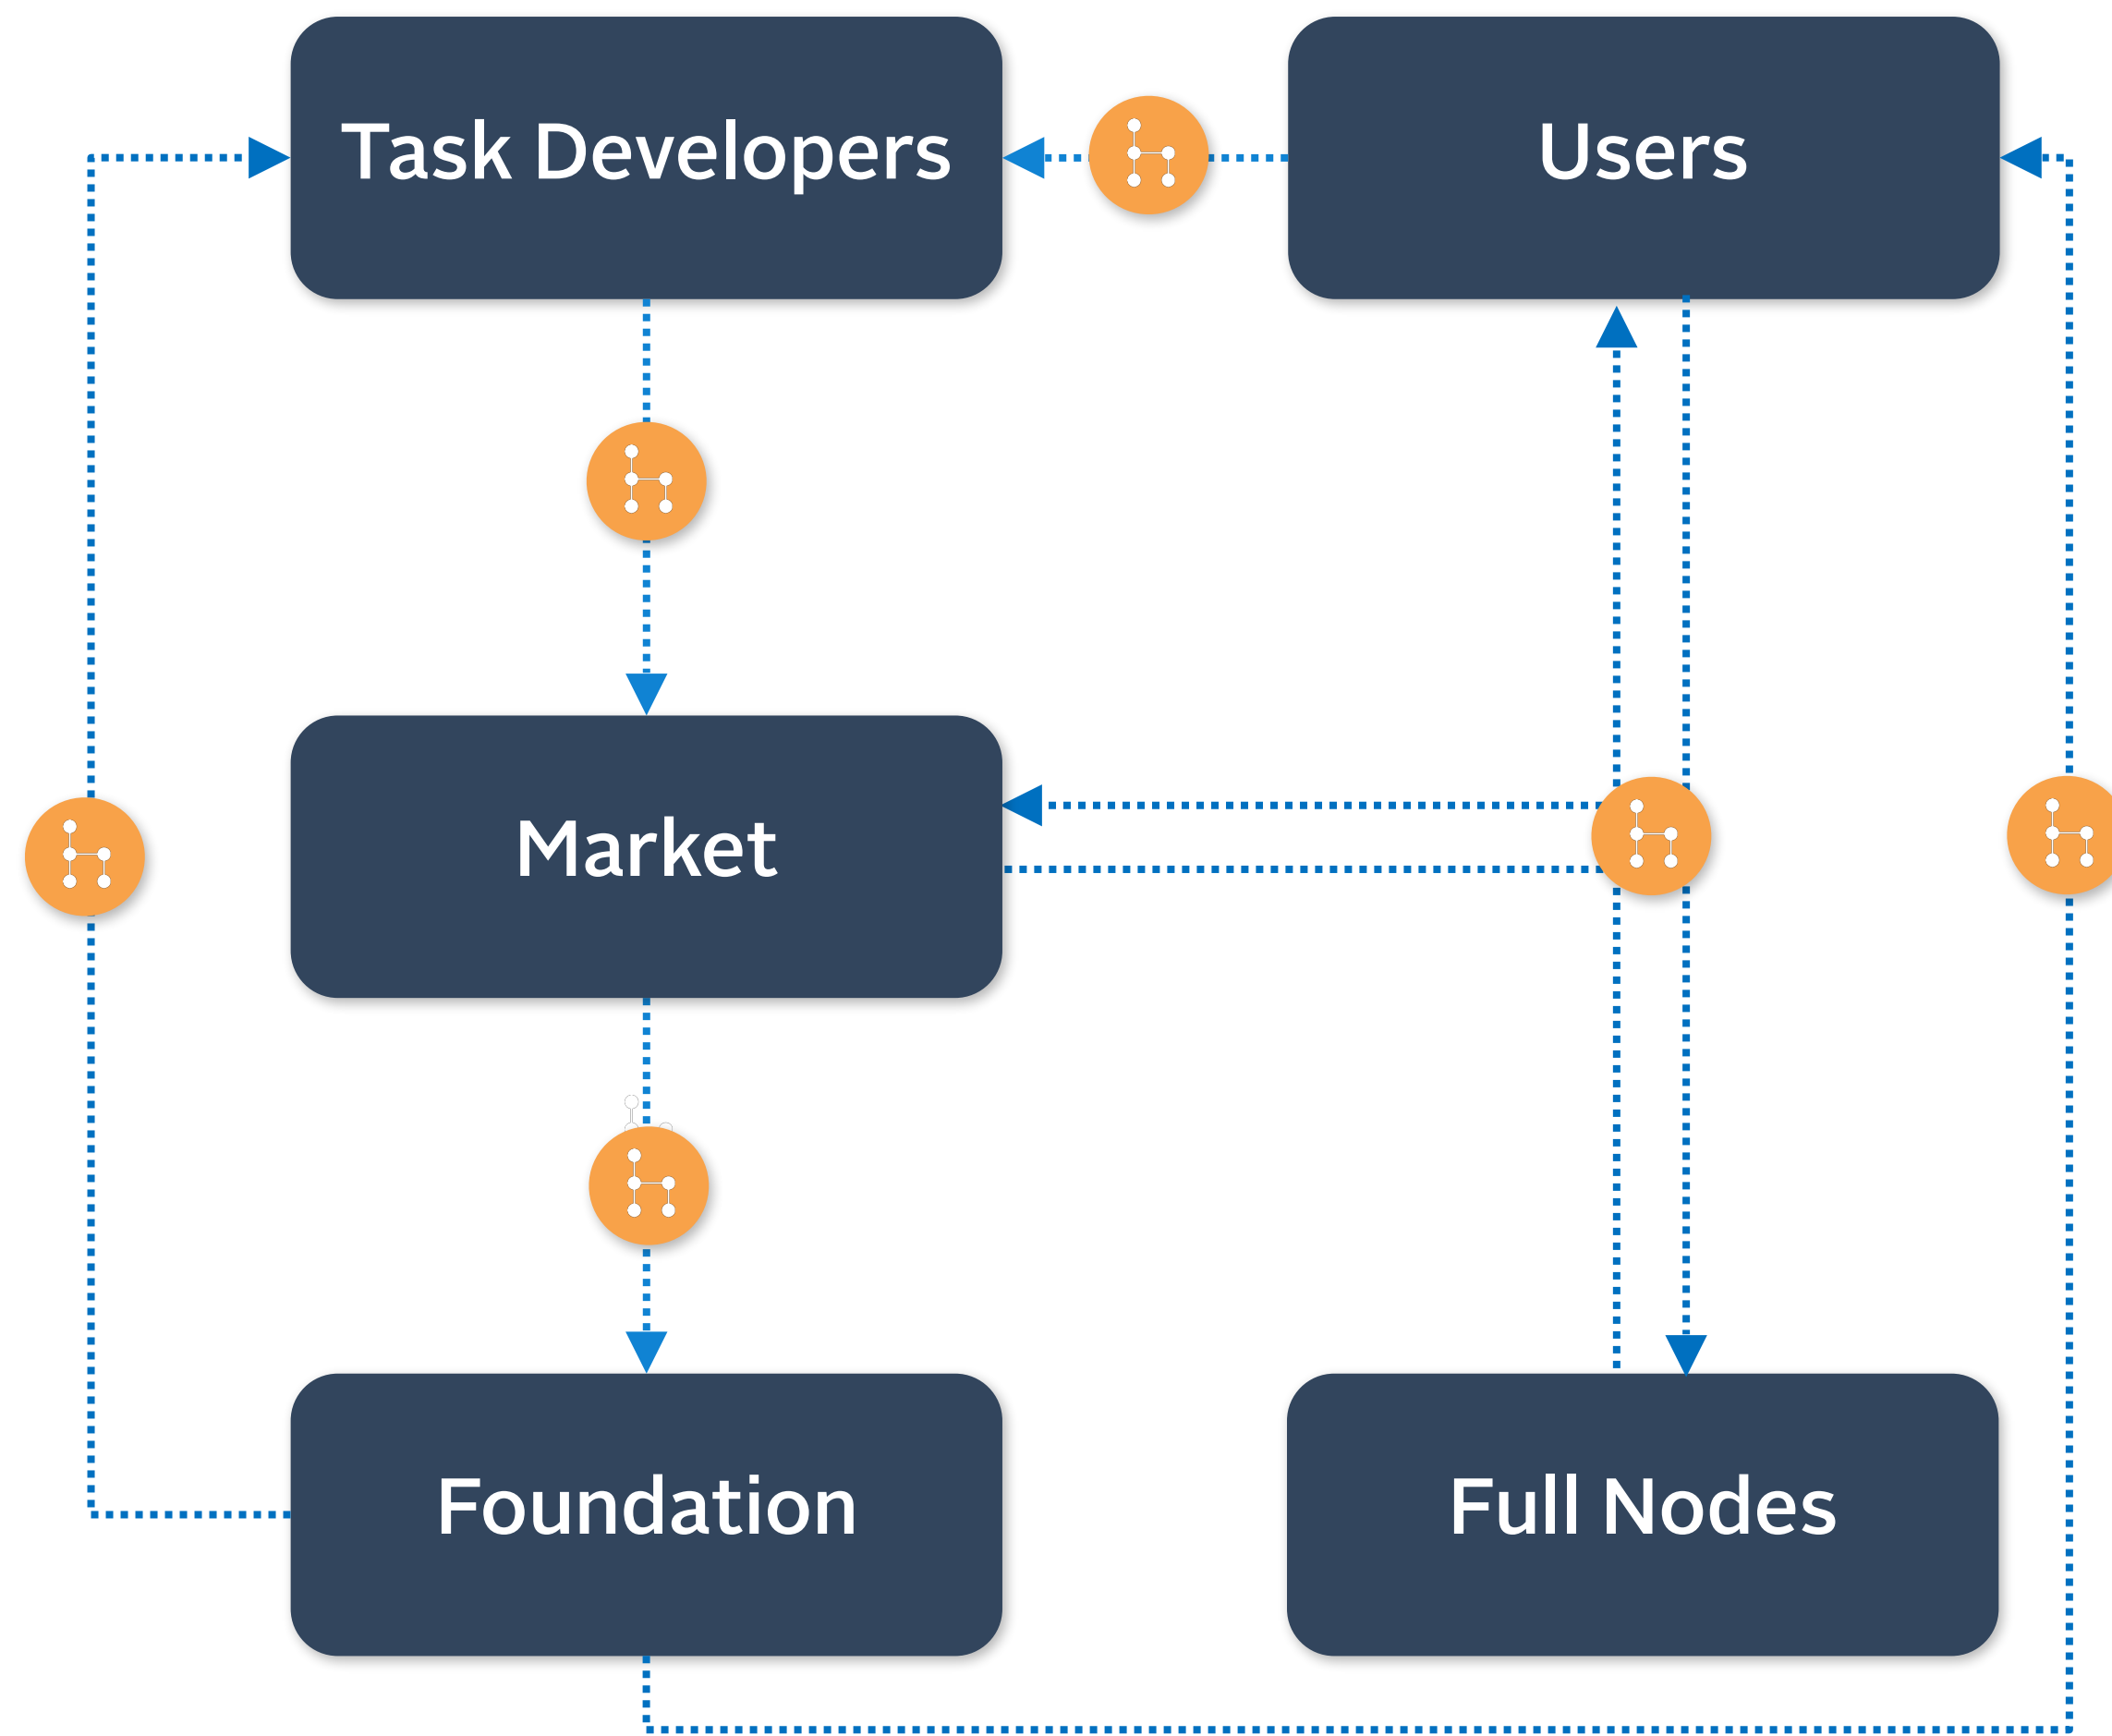 Task Developers
Users
Market
Foundation
Full Nodes